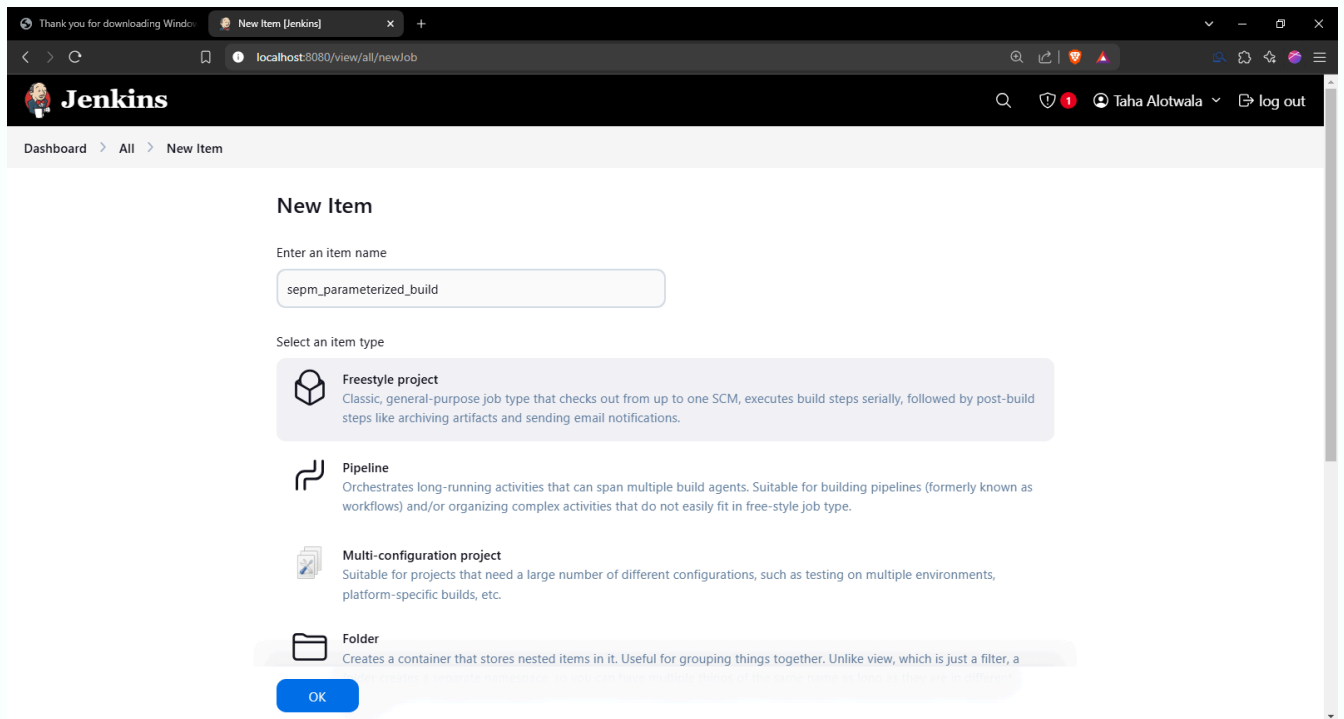 Thank you for downloading Window
New Item [Jenkins]
localhost:8080/view/all/newJob
Jenkins
1
Taha Alotwala
log out
Dashboard > All > New Item
New Item
Enter an item name
sepm_parameterized_build
Select an item type
Freestyle project
Classic, general-purpose job type that checks out from up to one SCM, executes build steps serially, followed by post-build
steps like archiving artifacts and sending email notifications.
Pipeline
Orchestrates long-running activities that can span multiple build agents. Suitable for building pipelines (formerly known as
workflows) and/or organizing complex activities that do not easily fit in free-style job type.
Multi-configuration project
Suitable for projects that need a large number of different configurations, such as testing on multiple environments,
platform-specific builds, etc.
Folder
Creates a container that stores nested items in it. Useful for grouping things together. Unlike view, which is just a filter, a
OK